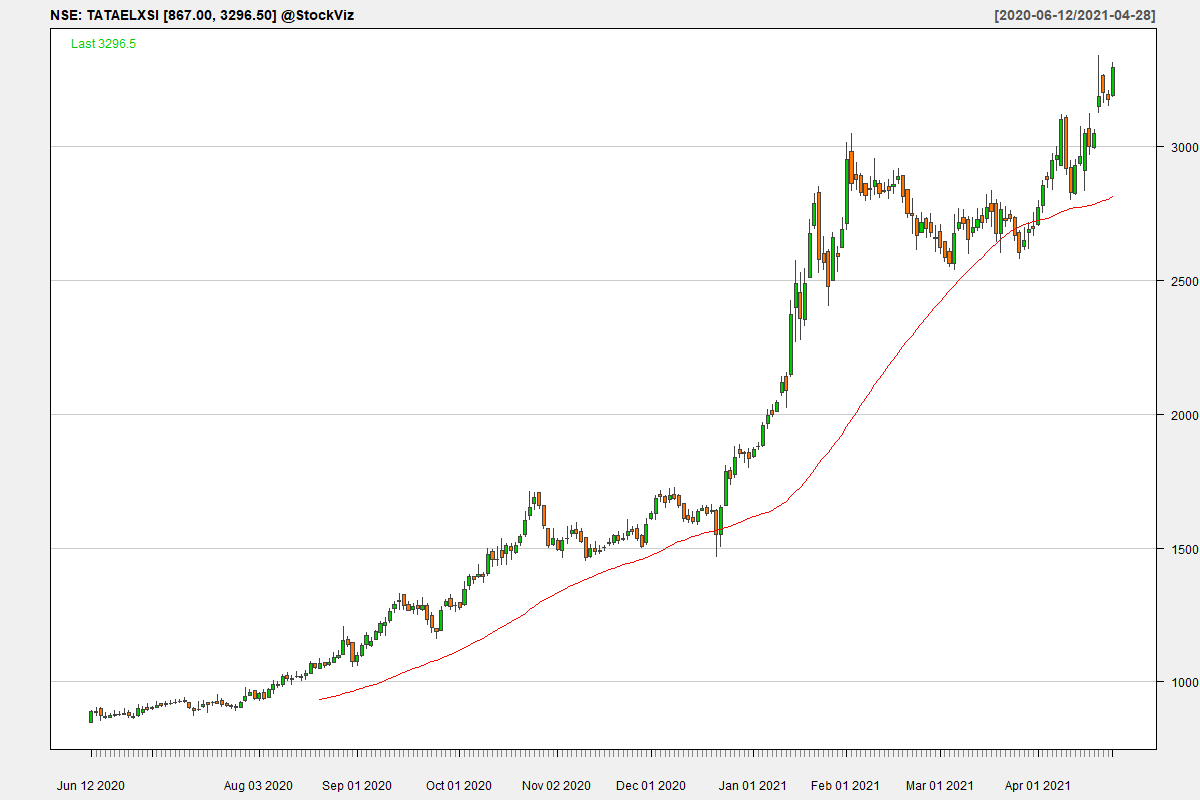 NSE: TATAELXSI [867.00, 3296.50] @StockViz [2020-06-12/2021-04-28]
Last 3296.5
3000
2500
2000
1500
1000
Jun 12 2020 Aug 03 2020 Sep 01 2020 Oct 01 2020 Nov 02 2020 Dec 01 2020 Jan 01 2021 Feb 01 2021 Mar 01 2021 Apr 01 2021